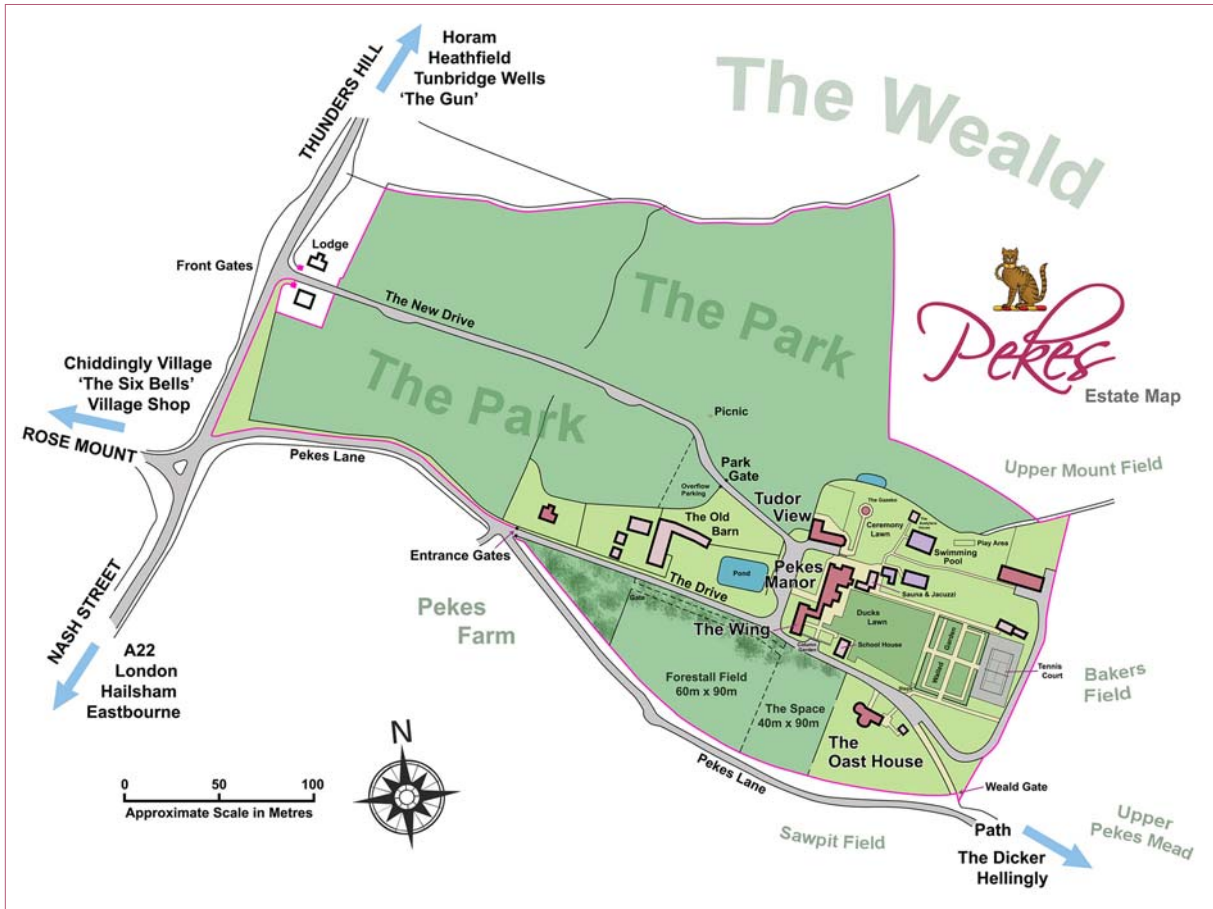 Horam
Heathfield
Tunbridge Wells
'The Gun'
THUNDERS HILL
The Weald
Lodge
Front Gates
The New Drive
The Park
The Park
Pekes
Estate Map
Chiddingly Village
'The Six Bells'
Village Shop
ROSE MOUNT
Pekes Lane
Picnic
Upper Mount Field
Park
Gate
Overflow
Parking
Tudor
View
The Gazebo
Ceremony
Lawn
Play Area
Swimming
Pool
The Old
Barn
Entrance Gates
Pond
Pekes
Manor
Sauna & Jacuzzi
The Drive
Gate
Ducks
Lawn
Pekes
Farm
The Wing
Column
Garden
School House
Walled
Garden
Tennis
Court
Bakers
Field
NASH STREET
A22
London
Hailsham
Eastbourne
Forestall Field
60m x 90m
The Space
40m x 90m
The
Oast House
N
0 50 100
Approximate Scale in Metres
Pekes Lane
Weald Gate
Sawpit Field
Path
Upper
Pekes Mead
The Dicker
Hellingly